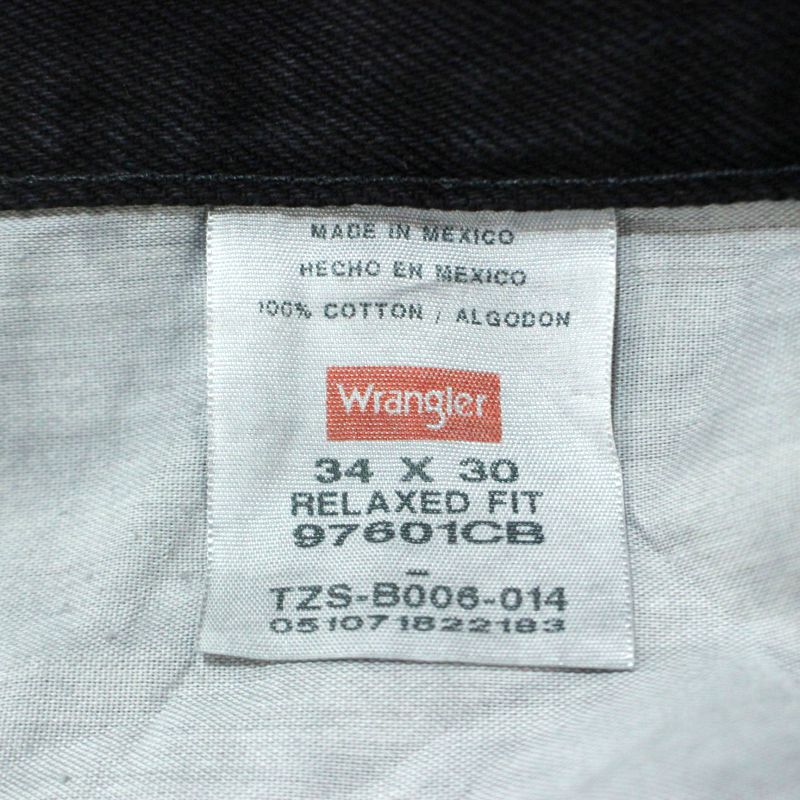 MADE IN MEXICO
HECHO EN MEXICO
100% COTTON / ALGODON
Wrangler
34 X 30
RELAXED FIT
97601CB
TZS-B006-014
051071822183